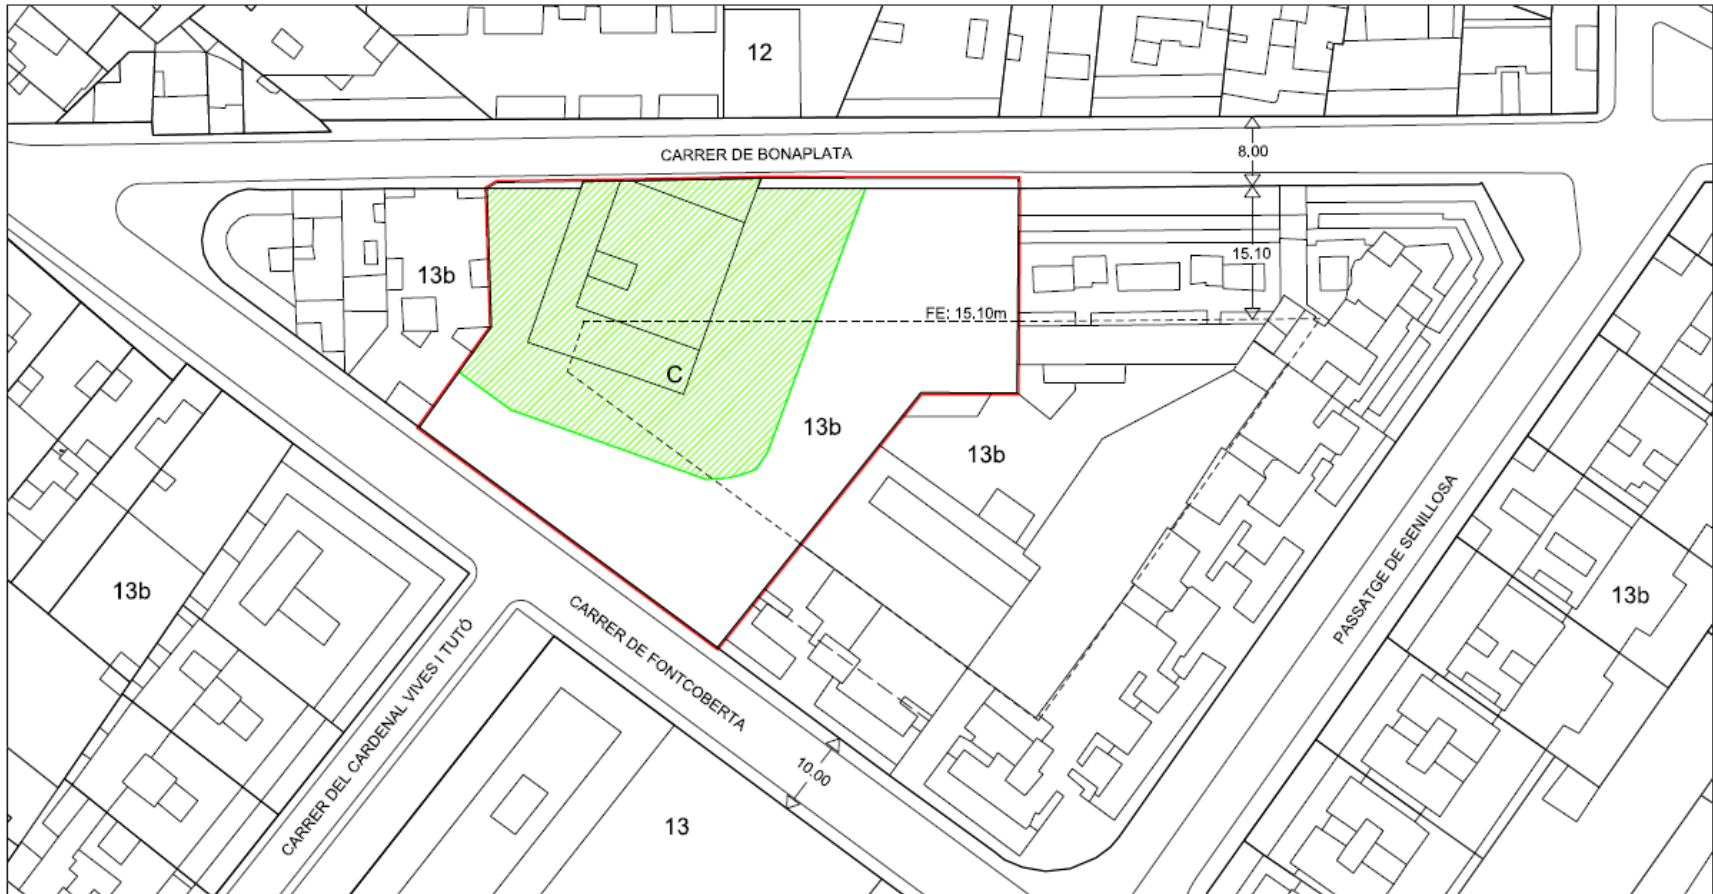 12
CARRER DE BONAPLATA
8,00
15.10
13b
FE: 15.10m
C
13b
13b
PASSATGE DE SENILLOSA
13b
13b
CARRER DE FONTCOBERTA
CARRER DEL CARDENAL VIVES I TUTÓ
10.00
13